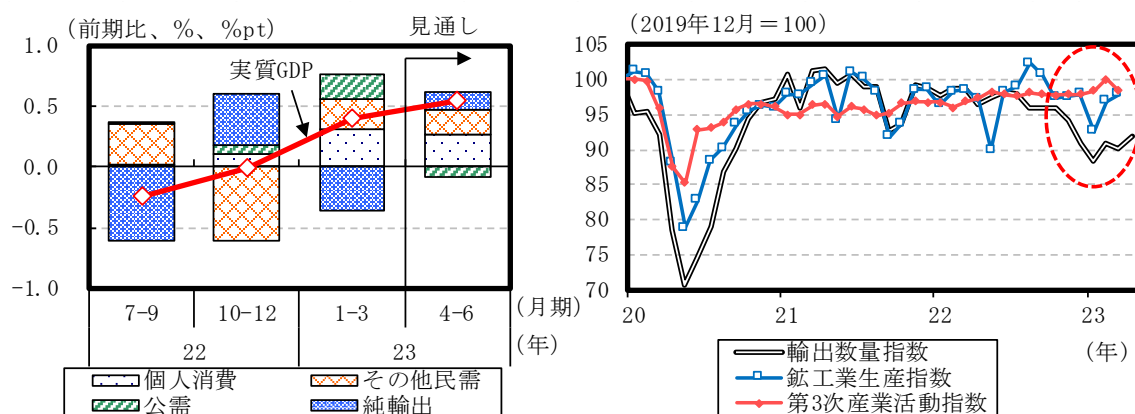 (前期比、%、%pt)
見通し
実質GDP
1.0
0.5
0.0
-0.5
-1.0
7-9
10-12
1-3
4-6
(月期)
22
23
(年)
個人消費
その他民需
公需
純輸出
(2019年12月＝100)
105
100
95
90
85
80
75
70
20
21
22
23
(年)
輸出数量指数
鉱工業生産指数
第3次産業活動指数